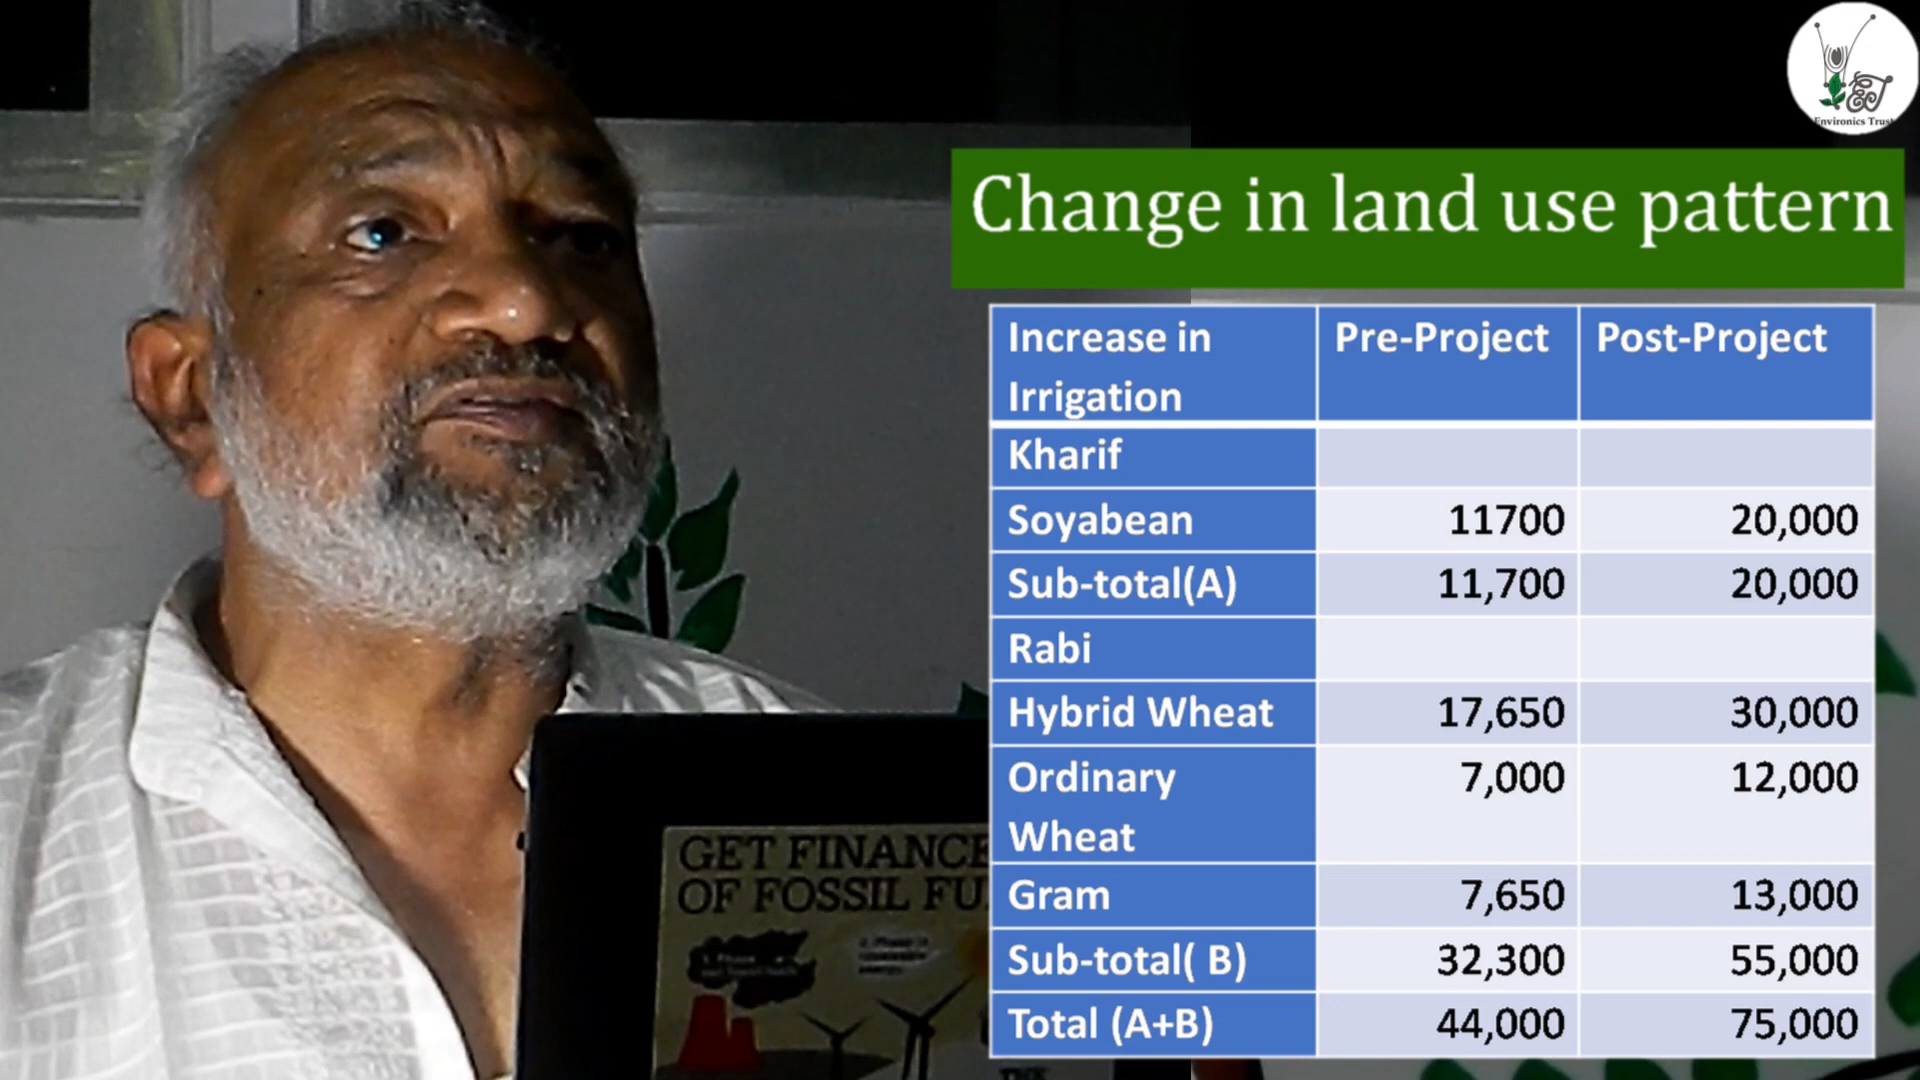 Environics Trust
Change in land use pattern
Increase in Irrigation Pre-Project Post-Project
Kharif
Soyabean 11700 20,000
Sub-total(A) 11,700 20,000
Rabi
Hybrid Wheat 17,650 30,000
Ordinary Wheat 7,000 12,000
Gram 7,650 13,000
Sub-total( B) 32,300 55,000
Total (A+B) 44,000 75,000
GET FINANCE
OF FOSSIL FU